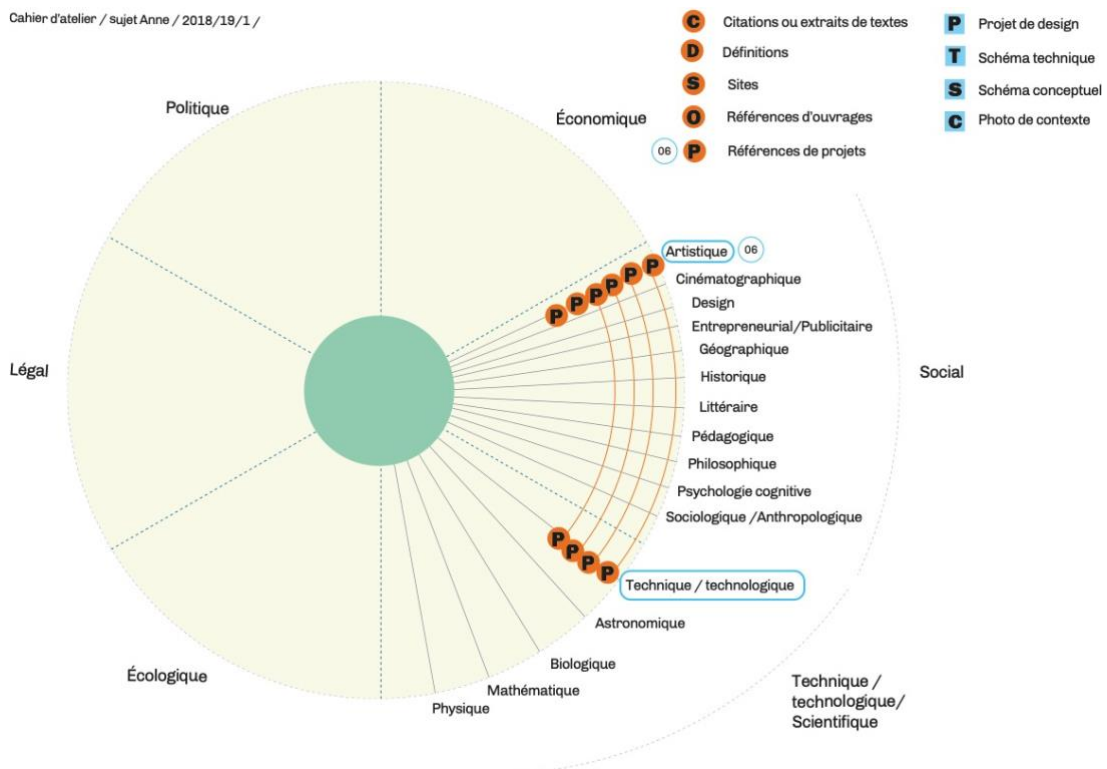 Cahier d'atelier / sujet Anne / 2018/19/1 /
C Citations ou extraits de textes
D Définitions
S Sites
O Références d'ouvrages
06 P Références de projets
P Projet de design
T Schéma technique
S Schéma conceptuel
C Photo de contexte
Politique
Économique
Légal
Écologique
Social
Artistique 06
Cinématographique
Design
Entrepreneurial/Publicitaire
Géographique
Historique
Littéraire
Pédagogique
Philosophique
Psychologie cognitive
Sociologique /Anthropologique
P P P P P P
P
P
P
P
Technique / technologique
Astronomique
Biologique
Mathématique
Physique
Technique /
technologique/
Scientifique